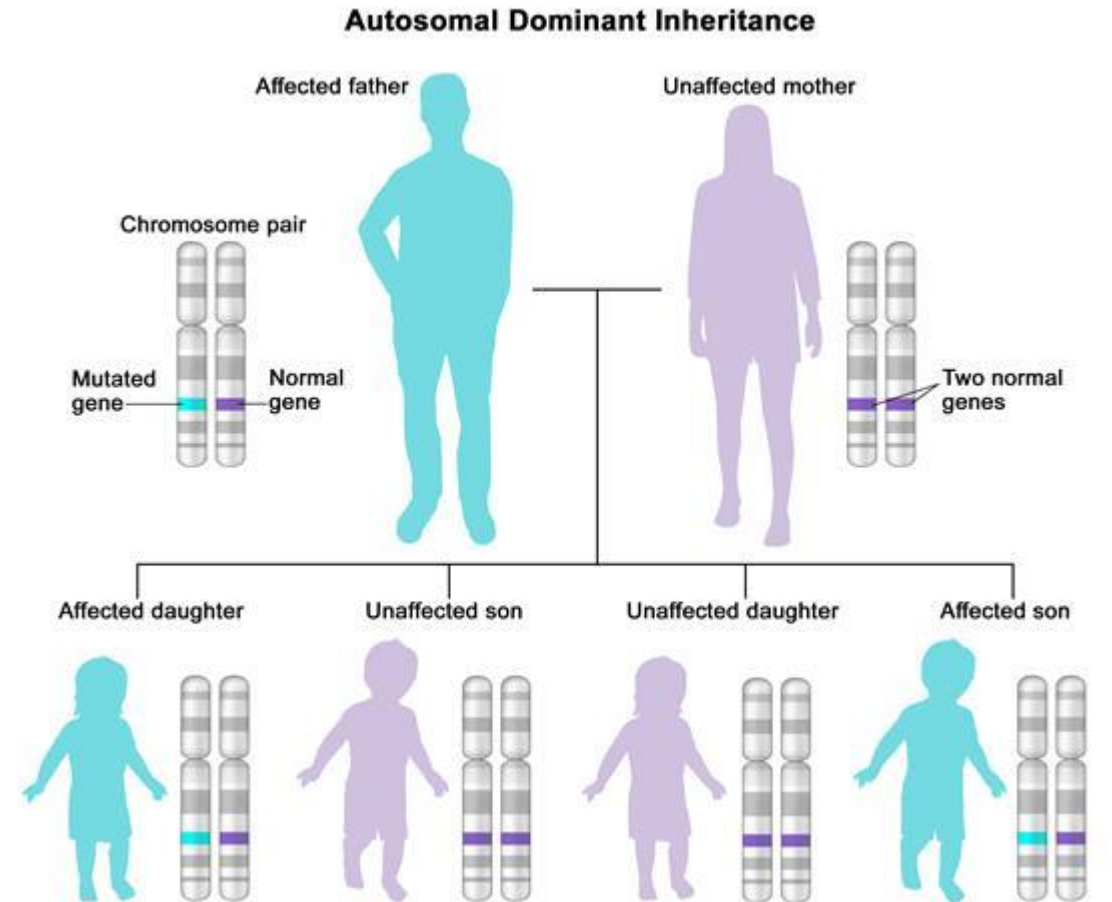 Autosomal Dominant Inheritance
Affected father
Unaffected mother
Chromosome pair
Mutated
gene
Normal
gene
Two normal
genes
Affected daughter
Unaffected son
Unaffected daughter
Affected son